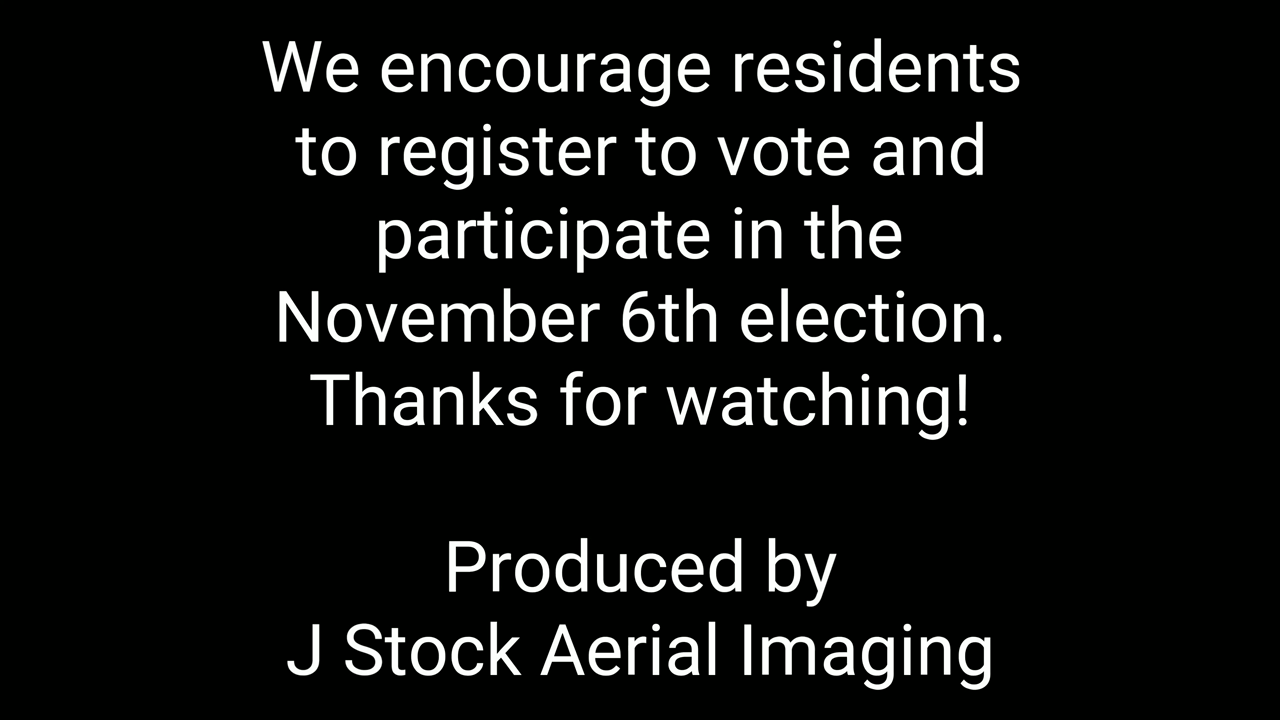 We encourage residents
to register to vote and
participate in the
November 6th election.
Thanks for watching!
Produced by
J Stock Aerial Imaging